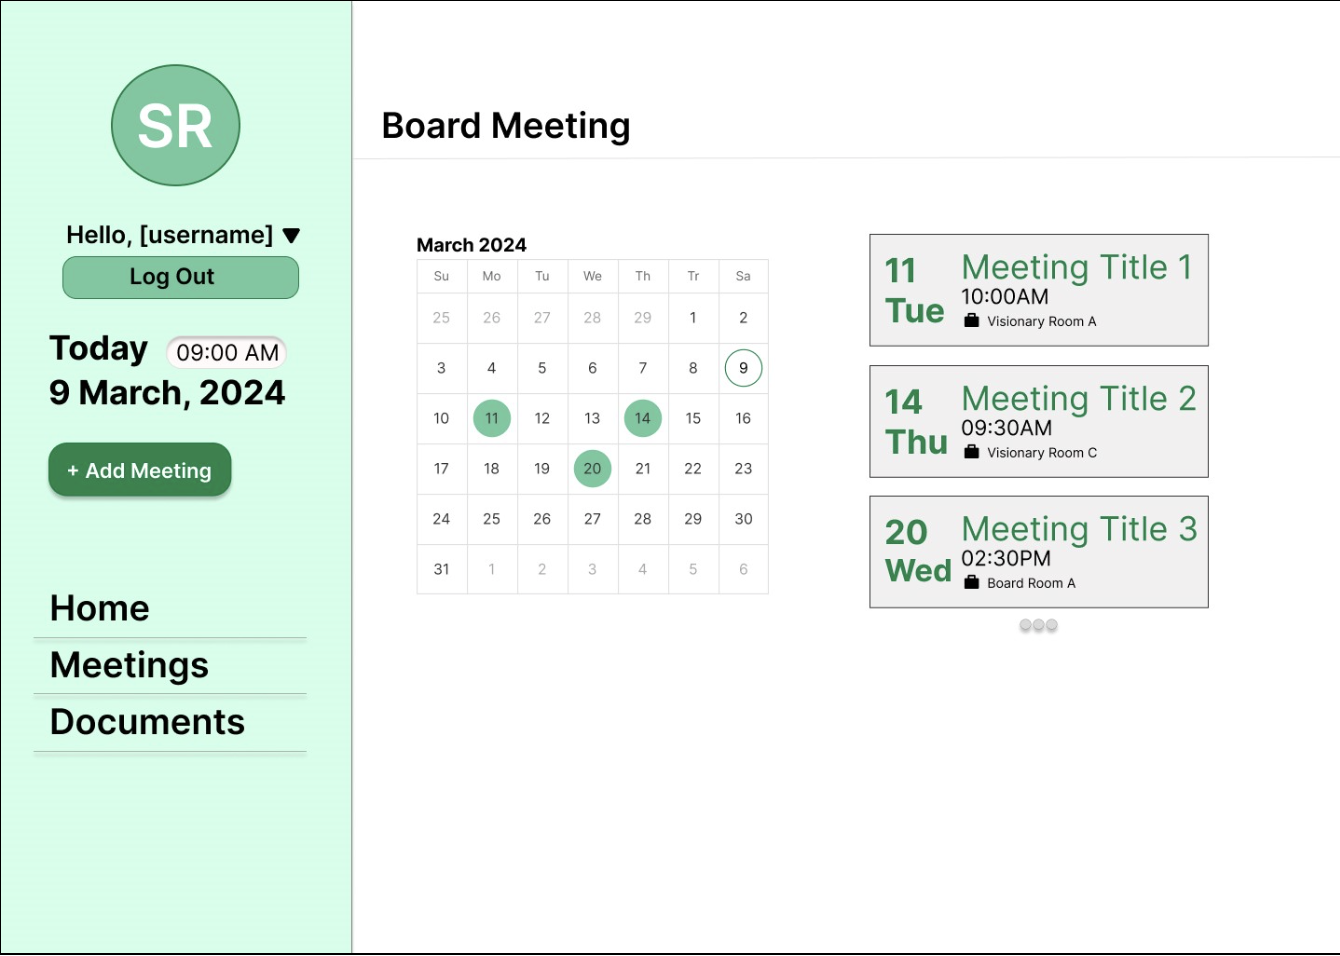 SR
Hello, [username]
Log Out
Today 09:00 AM
9 March, 2024
+ Add Meeting
Home
Meetings
Documents
Board Meeting
March 2024
Su Mo Tu We Th Tr Sa
25 26 27 28 29 1 2
3 4 5 6 7 8 9
10 11 12 13 14 15 16
17 18 19 20 21 22 23
24 25 26 27 28 29 30
31 1 2 3 4 5 6
11 Meeting Title 1
10:00AM
Tue
Visionary Room A
14 Meeting Title 2
09:30AM
Thu
Visionary Room C
20 Meeting Title 3
02:30PM
Wed
Board Room A